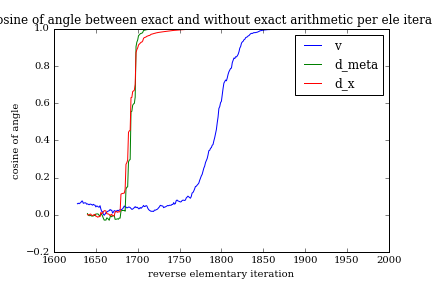 osine of angle between exact and without exact arithmetic per ele itera
v
d_meta
d_x
cosine of angle
1.0
0.8
0.6
0.4
0.2
0.0
−0.2
1600 1650 1700 1750 1800 1850 1900 1950 2000
reverse elementary iteration